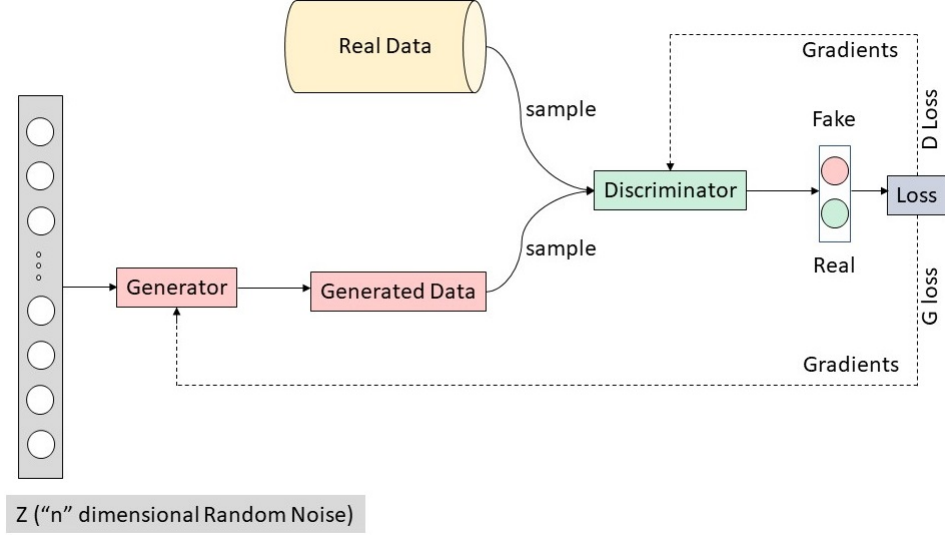 Real Data
Gradients
sample
Fake
D Loss
Discriminator
Loss
sample
Real
Generator
Generated Data
G loss
Gradients
Z (“n” dimensional Random Noise)